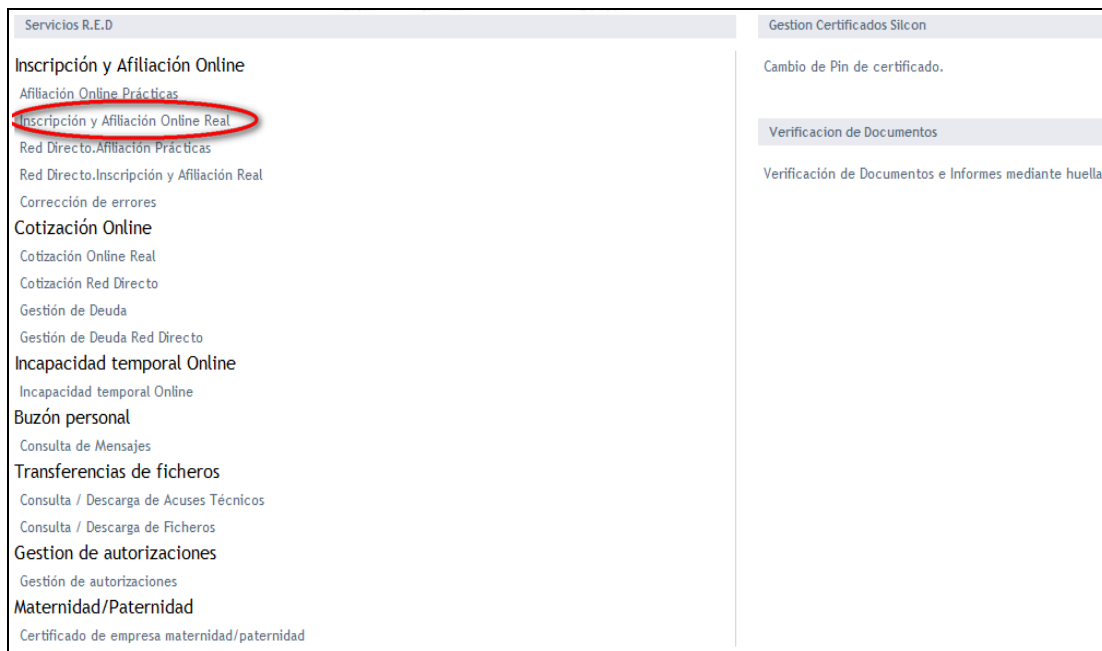 Servicios R.E.D
Inscripción y Afiliación Online
Afiliación Online Prácticas
Inscripción y Afiliación Online Real
Red Directo.Afiliación Prácticas
Red Directo.Inscripción y Afiliación Real
Corrección de errores
Cotización Online
Cotización Online Real
Cotización Red Directo
Gestión de Deuda
Gestión de Deuda Red Directo
Incapacidad temporal Online
Incapacidad temporal Online
Buzón personal
Consulta de Mensajes
Transferencias de ficheros
Consulta / Descarga de Acuses Técnicos
Consulta / Descarga de Ficheros
Gestion de autorizaciones
Gestión de autorizaciones
Maternidad/Paternidad
Certificado de empresa maternidad/paternidad
Gestion Certificados Silcon
Cambio de Pin de certificado.
Verificacion de Documentos
Verificación de Documentos e Informes mediante huella